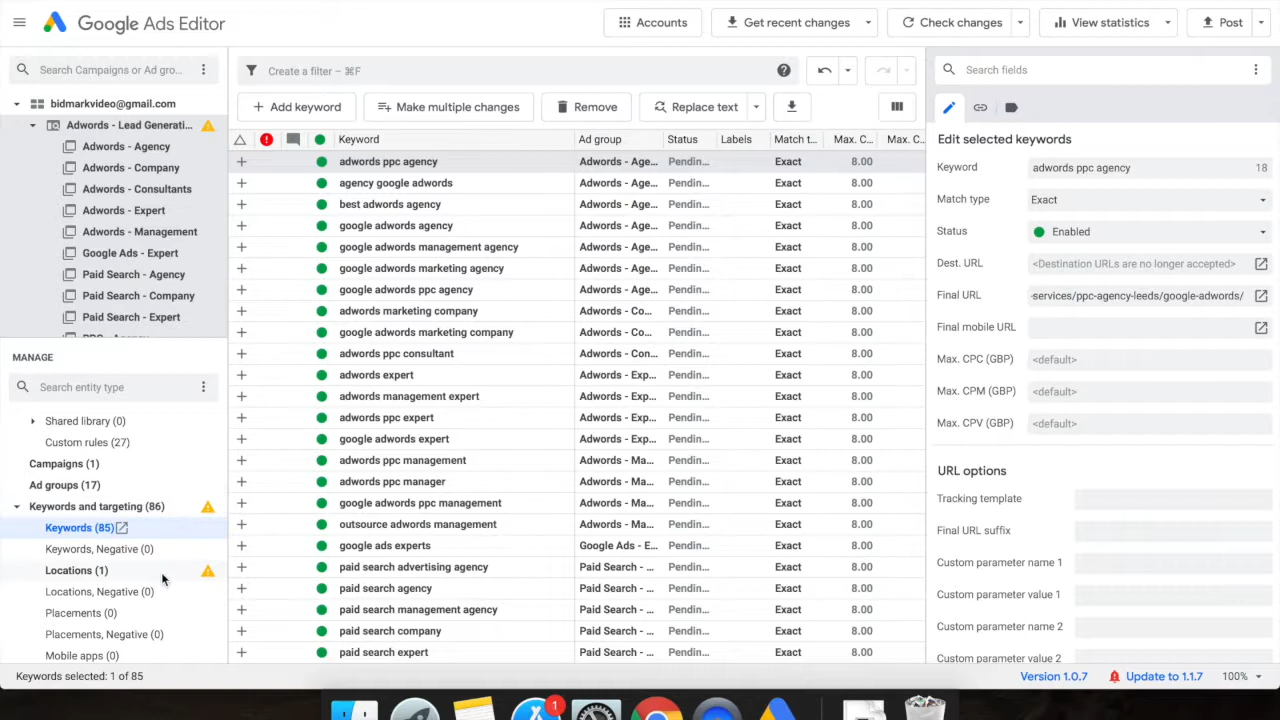 Google Ads Editor
Accounts
Get recent changes
Check changes
View statistics
Post
Search Campaigns or Ad gro...
bidmarkvideo@gmail.com
Adwords - Lead Generati...
Adwords - Agency
Adwords - Company
Adwords - Consultants
Adwords - Expert
Adwords - Management
Google Ads - Expert
Paid Search - Agency
Paid Search - Company
Paid Search - Expert
MANAGE
Search entity type
Shared library (0)
Custom rules (27)
Campaigns (1)
Ad groups (17)
Keywords and targeting (86)
Keywords (85)
Keywords, Negative (0)
Locations (1)
Locations, Negative (0)
Placements (0)
Placements, Negative (0)
Mobile apps (0)
Create a filter – ⌘F
Add keyword
Make multiple changes
Remove
Replace text
Keyword Ad group Status Labels Match t... Max. C... Max. C...
adwords ppc agency Adwords - Age... Pendin... Exact 8.00
agency google adwords Adwords - Age... Pendin... Exact 8.00
best adwords agency Adwords - Age... Pendin... Exact 8.00
google adwords agency Adwords - Age... Pendin... Exact 8.00
google adwords management agency Adwords - Age... Pendin... Exact 8.00
google adwords marketing agency Adwords - Age... Pendin... Exact 8.00
google adwords ppc agency Adwords - Age... Pendin... Exact 8.00
adwords marketing company Adwords - Co... Pendin... Exact 8.00
google adwords marketing company Adwords - Co... Pendin... Exact 8.00
adwords ppc consultant Adwords - Con... Pendin... Exact 8.00
adwords expert Adwords - Exp... Pendin... Exact 8.00
adwords management expert Adwords - Exp... Pendin... Exact 8.00
adwords ppc expert Adwords - Exp... Pendin... Exact 8.00
google adwords expert Adwords - Exp... Pendin... Exact 8.00
adwords ppc management Adwords - Ma... Pendin... Exact 8.00
adwords ppc manager Adwords - Ma... Pendin... Exact 8.00
google adwords ppc management Adwords - Ma... Pendin... Exact 8.00
outsource adwords management Adwords - Ma... Pendin... Exact 8.00
google ads experts Google Ads - E... Pendin... Exact 8.00
paid search advertising agency Paid Search - ... Pendin... Exact 8.00
paid search agency Paid Search - ... Pendin... Exact 8.00
paid search management agency Paid Search - ... Pendin... Exact 8.00
paid search company Paid Search - ... Pendin... Exact 8.00
paid search expert Paid Search - ... Pendin... Exact 8.00
Search fields
Edit selected keywords
Keyword adwords ppc agency 18
Match type Exact
Status Enabled
Dest. URL <Destination URLs are no longer accepted>
Final URL -services/ppc-agency-leeds/google-adwords/
Final mobile URL
Max. CPC (GBP) <default>
Max. CPM (GBP) <default>
Max. CPV (GBP) <default>
URL options
Tracking template
Final URL suffix
Custom parameter name 1
Custom parameter value 1
Custom parameter name 2
Custom parameter value 2
Keywords selected: 1 of 85
Version 1.0.7
Update to 1.1.7
100%
1